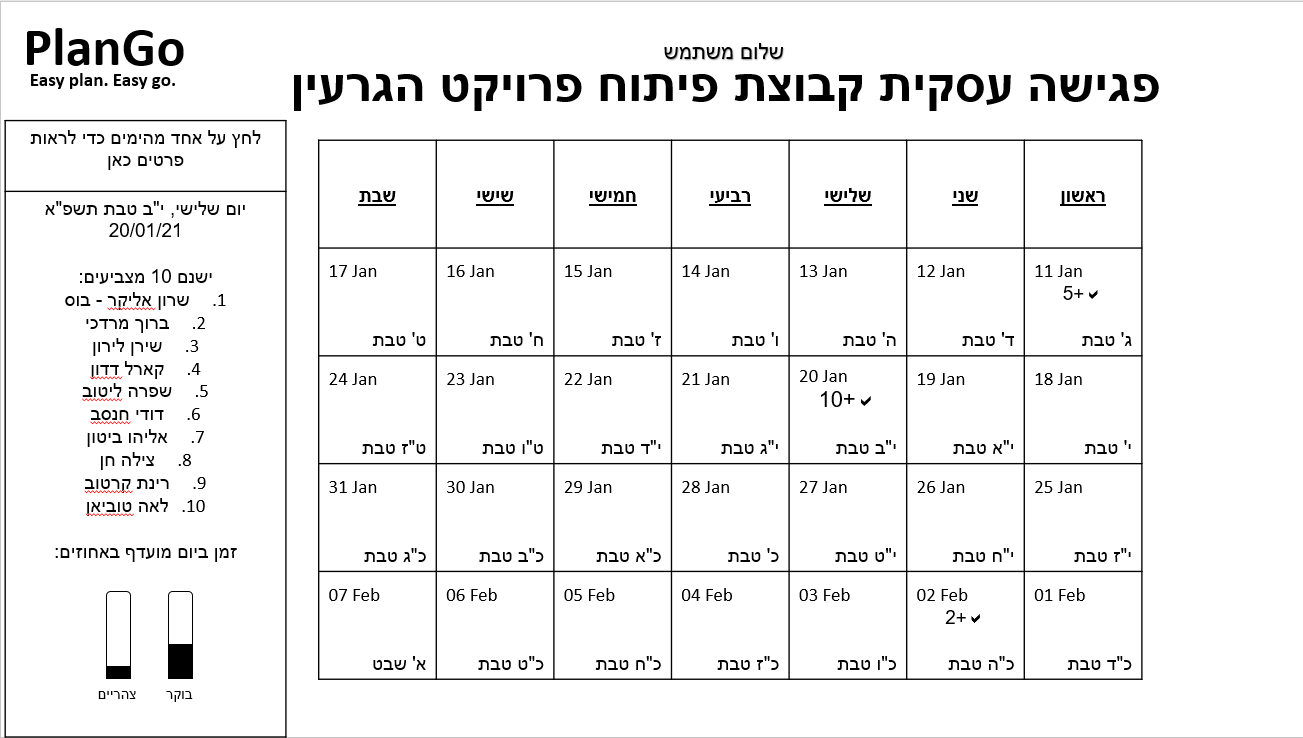 PlanGo
Easy plan. Easy go.
שלום משתמש
פגישה עסקית קבוצת פיתוח פרויקט הגרעין
לחץ על אחד מהימים כדי לראות
פרטים כאן
יום שלישי, י"ב טבת תשפ"א
20/01/21
ישנם 10 מצביעים:
1. שרון אליקר - בוס
2. ברוך מרדכי
3. שירן לירון
4. קארל דדון
5. שפרה ליטוב
6. דודי חנסב
7. אליהו ביטון
8. צילה חן
9. רינת קרטוב
10. לאה טוביאן
זמן ביום מועדף באחוזים:
בוקר צהריים
ראשון שני שלישי רביעי חמישי שישי שבת
11 Jan 12 Jan 13 Jan 14 Jan 15 Jan 16 Jan 17 Jan
✔ +5
ג' טבת ד' טבת ה' טבת ו' טבת ז' טבת ח' טבת ט' טבת
18 Jan 19 Jan 20 Jan 21 Jan 22 Jan 23 Jan 24 Jan
✔ +10
י' טבת י"א טבת י"ב טבת י"ג טבת י"ד טבת ט"ו טבת ט"ז טבת
25 Jan 26 Jan 27 Jan 28 Jan 29 Jan 30 Jan 31 Jan
י"ז טבת י"ח טבת י"ט טבת כ' טבת כ"א טבת כ"ב טבת כ"ג טבת
01 Feb 02 Feb 03 Feb 04 Feb 05 Feb 06 Feb 07 Feb
✔ +2
כ"ד טבת כ"ה טבת כ"ו טבת כ"ז טבת כ"ח טבת כ"ט טבת א' שבט